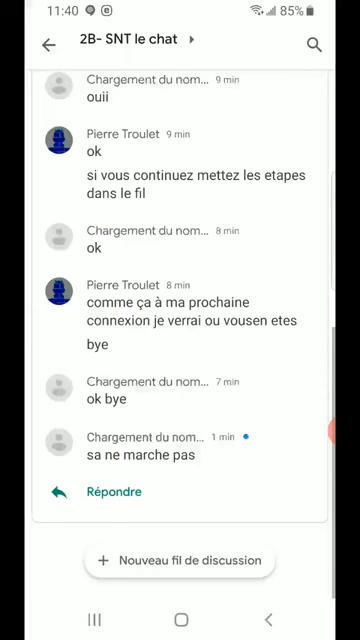 11:40 85%
2B- SNT le chat
Chargement du nom... 9 min
ouii
Pierre Troulet 9 min
ok
si vous continuez mettez les etapes
dans le fil
Chargement du nom... 8 min
ok
Pierre Troulet 8 min
comme ça à ma prochaine
connexion je verrai ou vousen etes
bye
Chargement du nom... 7 min
ok bye
Chargement du nom... 1 min
sa ne marche pas
Répondre
+ Nouveau fil de discussion